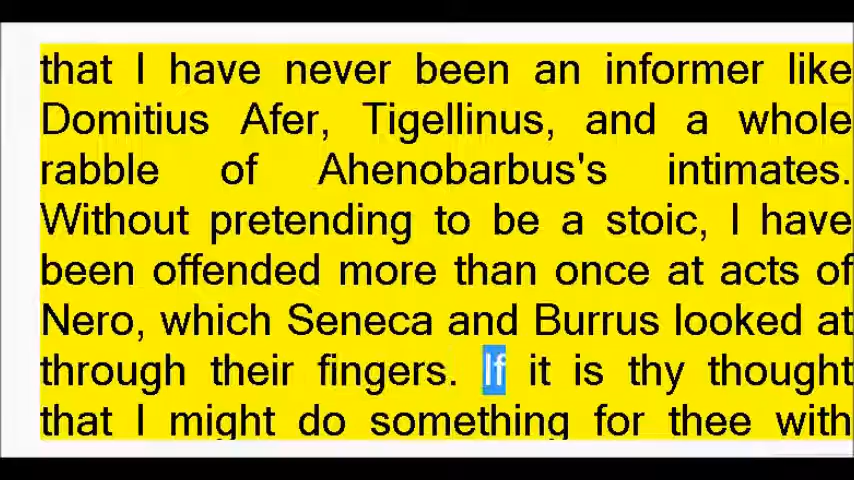 that I have never been an informer like
Domitius Afer, Tigellinus, and a whole
rabble of Ahenobarbus's intimates.
Without pretending to be a stoic, I have
been offended more than once at acts of
Nero, which Seneca and Burrus looked at
through their fingers. If it is thy thought
that I might do something for thee with